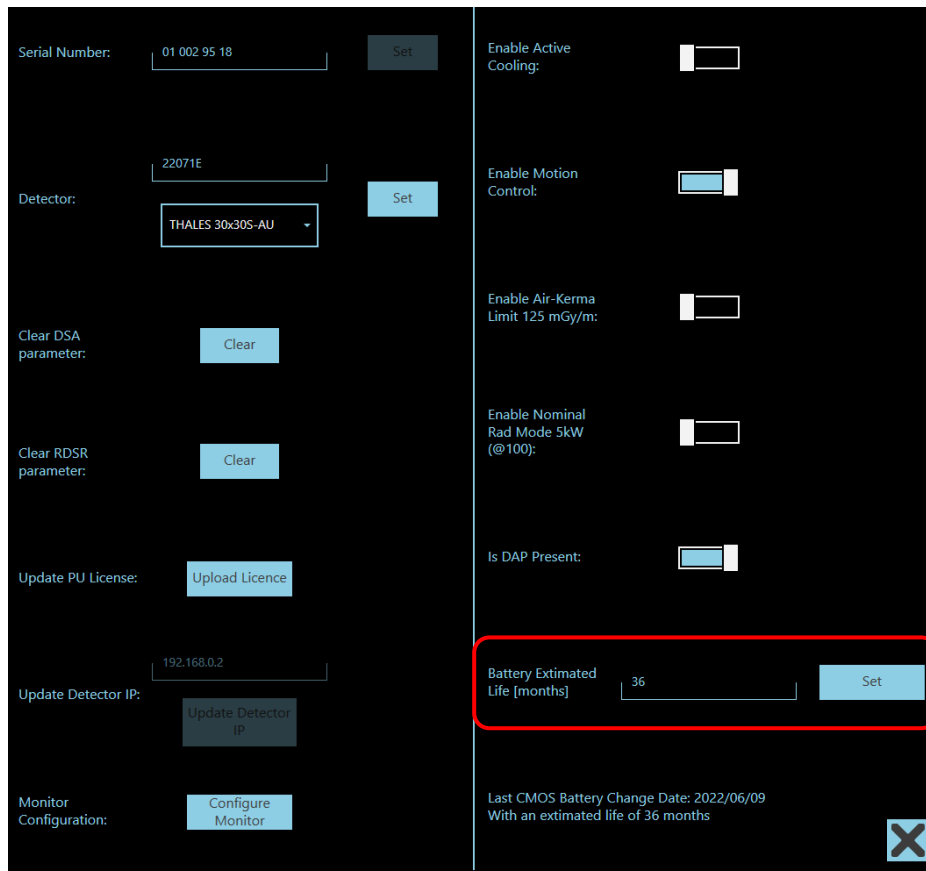 Serial Number:
01 002 95 18
Set
22071E
Detector:
Set
THALES 30x30S-AU
Clear DSA
parameter:
Clear
Clear RDSR
parameter:
Clear
Update PU License:
Upload Licence
192.168.0.2
Update Detector IP:
Update Detector
IP
Monitor
Configuration:
Configure
Monitor
Enable Active
Cooling:
Enable Motion
Control:
Enable Air-Kerma
Limit 125 mGy/m:
Enable Nominal
Rad Mode 5kW
(@100):
Is DAP Present:
Battery Extimated
Life [months]
36
Set
Last CMOS Battery Change Date: 2022/06/09
With an extimated life of 36 months